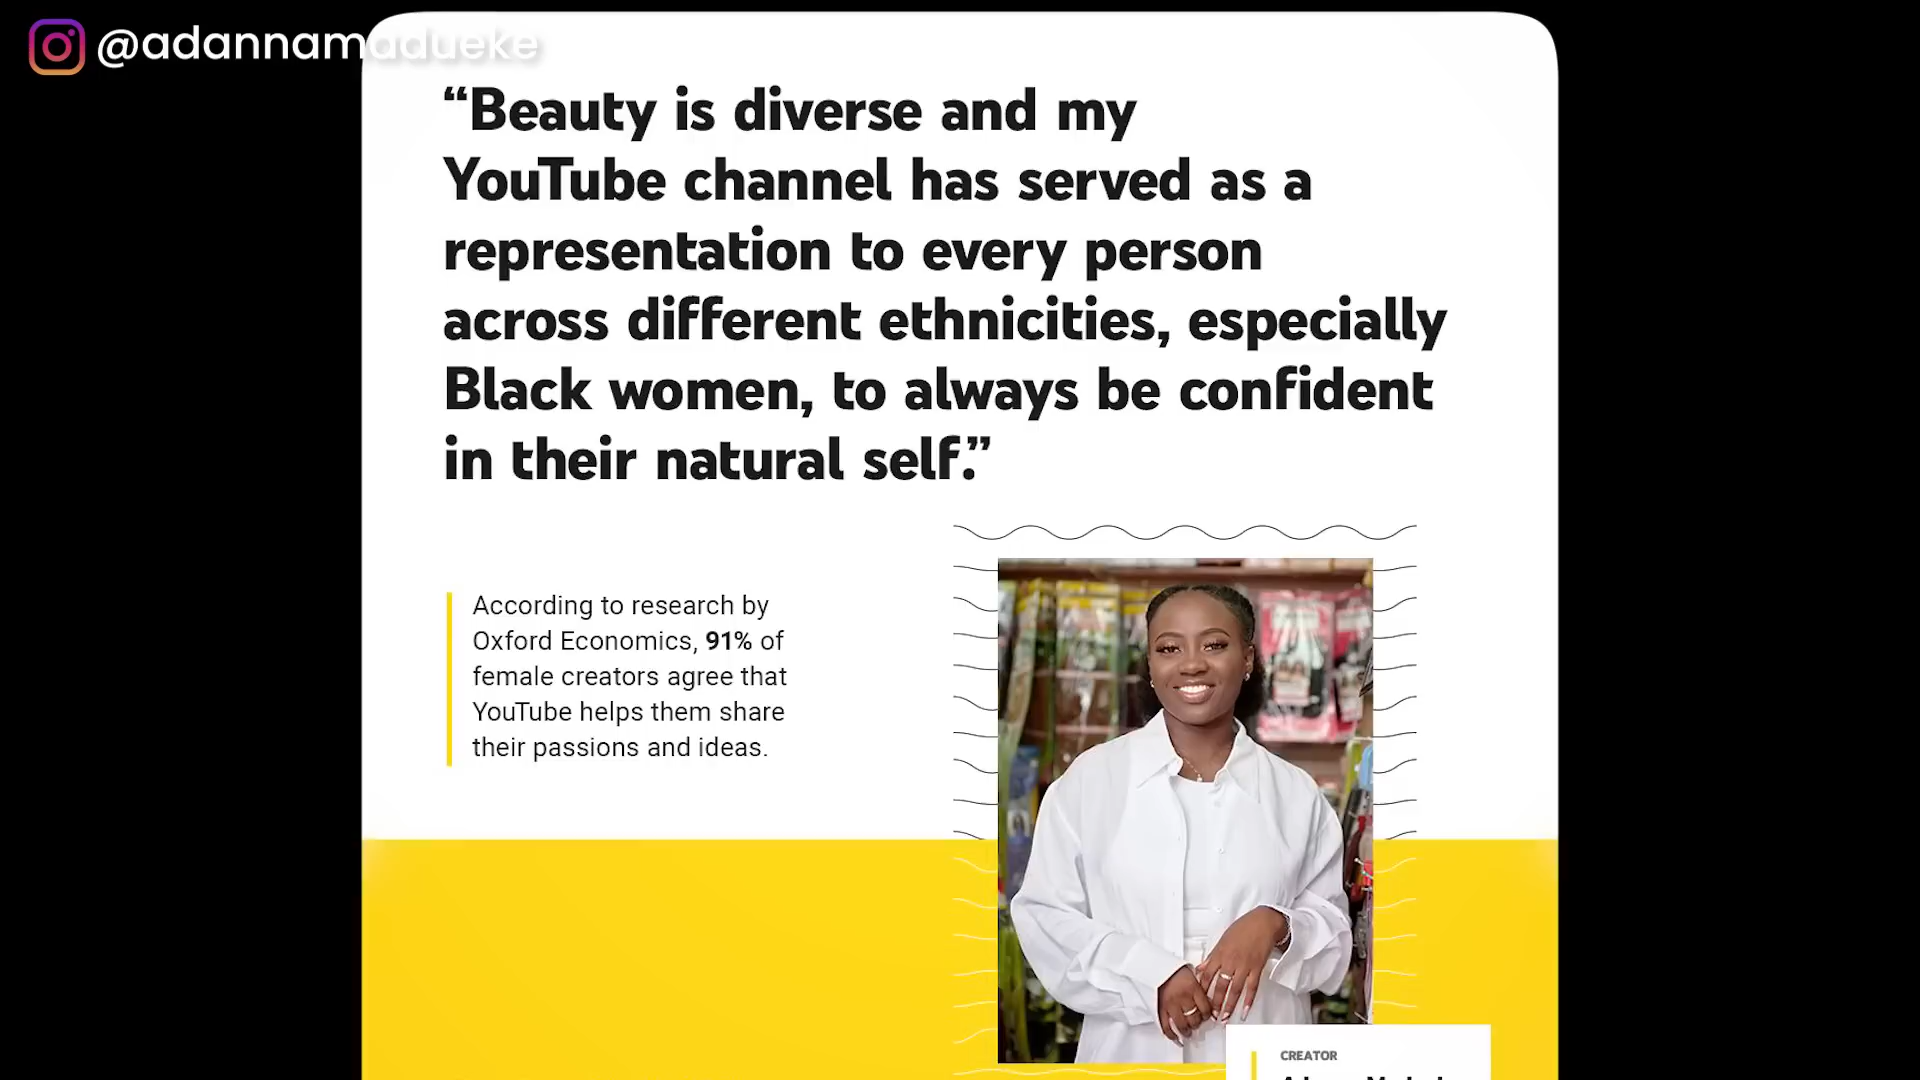 @adannamadueke
“Beauty is diverse and my
YouTube channel has served as a
representation to every person
across different ethnicities, especially
Black women, to always be confident
in their natural self.”
According to research by
Oxford Economics, 91% of
female creators agree that
YouTube helps them share
their passions and ideas.
CREATOR